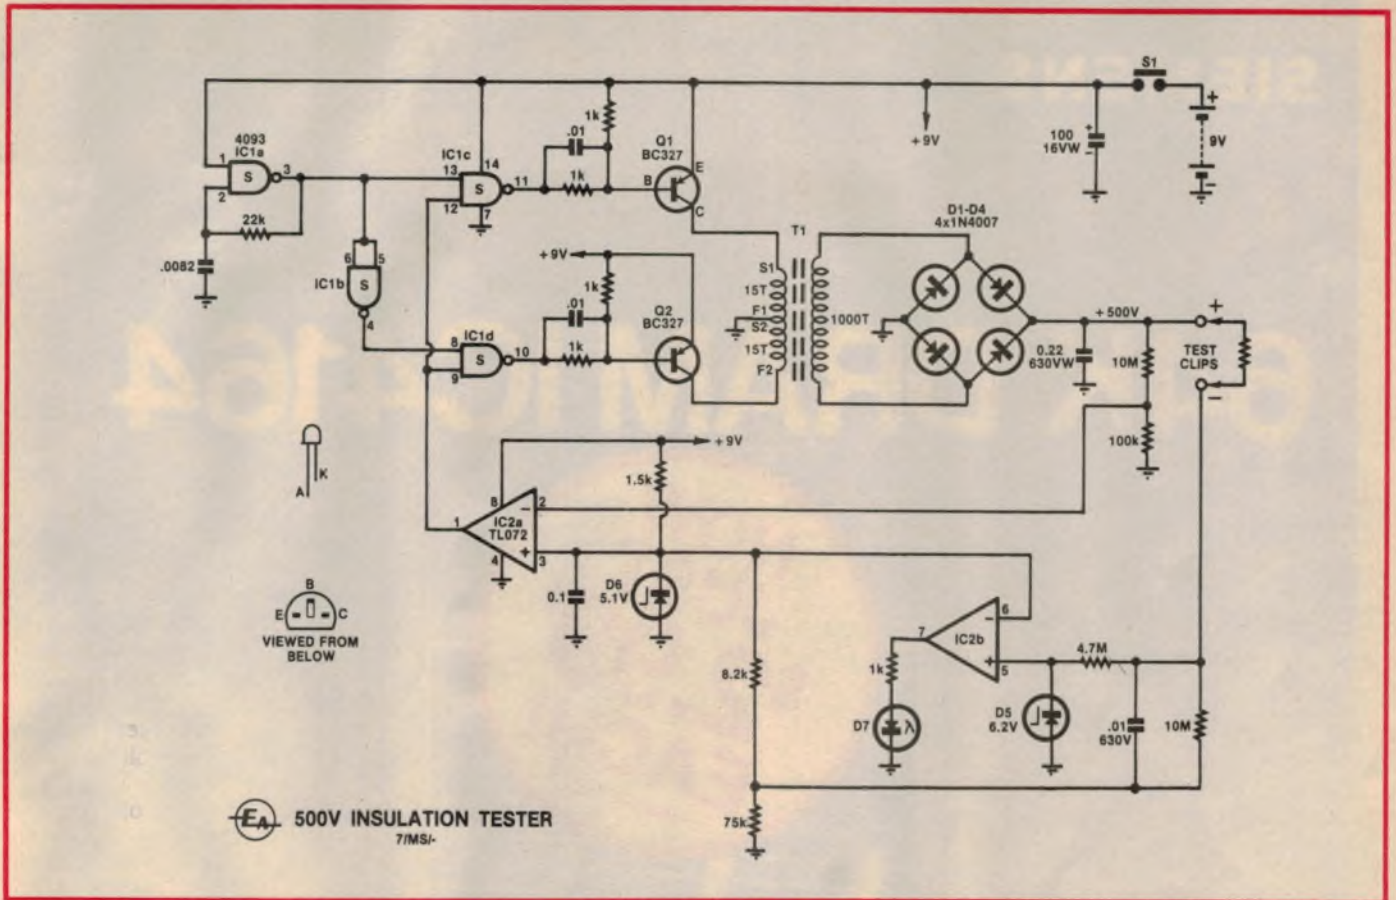 S1
+
9V
-
100
16VW
+
-
+9V
4093
IC1a
1
S
3
2
22k
.0082
IC1c
14
13
S
11
12
7
.01
1k
1k
Q1
BC327
B
E
C
6
5
IC1b
S
4
IC1d
8
S
10
9
+9V
.01
1k
1k
Q2
BC327
T1
S1
15T
F1
S2
15T
F2
1000T
D1-D4
4x1N4007
+500V
0.22
630VW
10M
100k
+
TEST
CLIPS
-
A
K
+9V
1.5k
8
1
IC2a
TL072
-
2
+
3
4
0.1
D6
5.1V
B
E
C
VIEWED FROM
BELOW
7
IC2b
-
6
+
5
1k
D7
λ
4.7M
D5
6.2V
.01
630V
10M
8.2k
75k
EA
500V INSULATION TESTER
7/MS/-